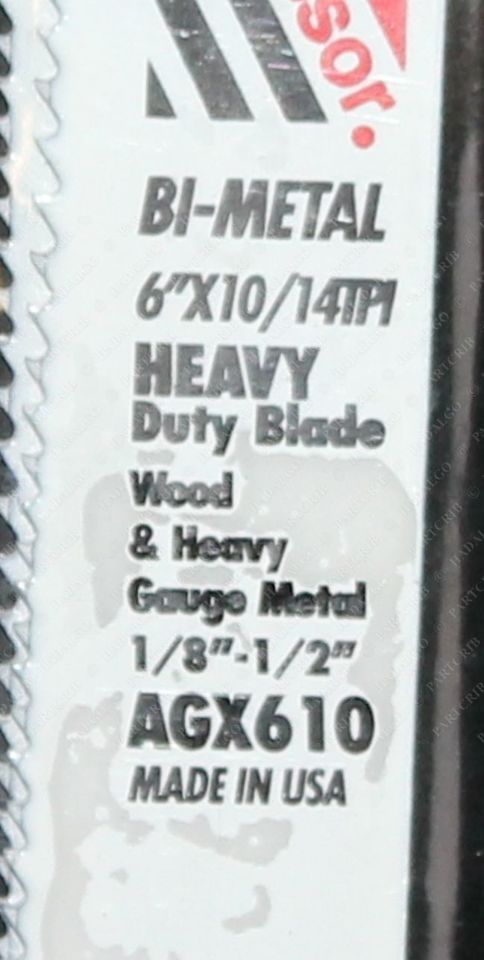 sor.
BI-METAL
6"X10/14TPI
HEAVY
Duty Blade
Wood
& Heavy
Gauge Metal
1/8"-1/2"
AGX610
MADE IN USA